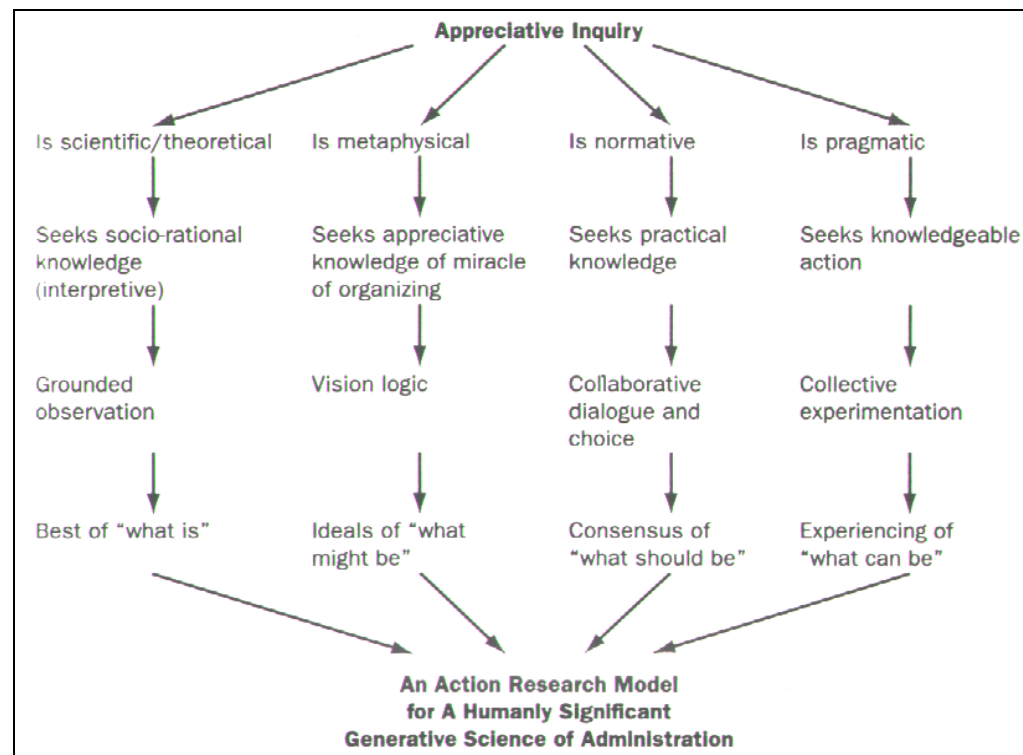 Appreciative Inquiry
Is scientific/theoretical
Is metaphysical
Is normative
Is pragmatic
Seeks socio-rational
knowledge
(interpretive)
Seeks appreciative
knowledge of miracle
of organizing
Seeks practical
knowledge
Seeks knowledgeable
action
Grounded
observation
Vision logic
Collaborative
dialogue and
choice
Collective
experimentation
Best of “what is”
Ideals of “what
might be”
Consensus of
“what should be”
Experiencing of
“what can be”
An Action Research Model
for A Humanly Significant
Generative Science of Administration